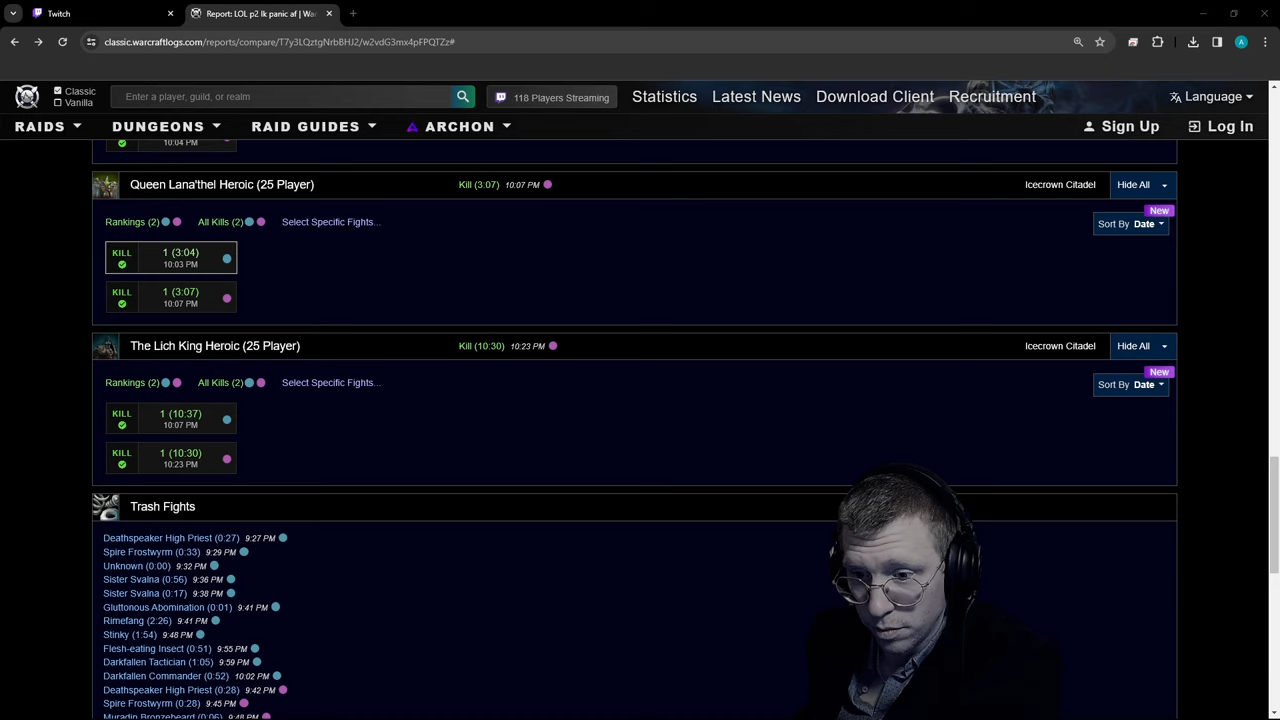 Twitch
Report: LOL p2 lk panic af | War
classic.warcraftlogs.com/reports/compare/T7y3LQztgNrbBHJ2/w2vdG3mx4pFPQTZz#
A
Classic
Vanilla
Enter a player, guild, or realm
118 Players Streaming
Statistics Latest News Download Client Recruitment
Language
RAIDS DUNGEONS RAID GUIDES ARCHON
Sign Up Log In
10:04 PM
Queen Lana'thel Heroic (25 Player) Kill (3:07) 10:07 PM Icecrown Citadel Hide All
New
Rankings (2) All Kills (2) Select Specific Fights... Sort By Date
KILL 1 (3:04)
10:03 PM
KILL 1 (3:07)
10:07 PM
The Lich King Heroic (25 Player) Kill (10:30) 10:23 PM Icecrown Citadel Hide All
New
Rankings (2) All Kills (2) Select Specific Fights... Sort By Date
KILL 1 (10:37)
10:07 PM
KILL 1 (10:30)
10:23 PM
Trash Fights
Deathspeaker High Priest (0:27) 9:27 PM
Spire Frostwyrm (0:33) 9:29 PM
Unknown (0:00) 9:32 PM
Sister Svalna (0:56) 9:36 PM
Sister Svalna (0:17) 9:38 PM
Gluttonous Abomination (0:01) 9:41 PM
Rimefang (2:26) 9:41 PM
Stinky (1:54) 9:48 PM
Flesh-eating Insect (0:51) 9:55 PM
Darkfallen Tactician (1:05) 9:59 PM
Darkfallen Commander (0:52) 10:02 PM
Deathspeaker High Priest (0:28) 9:42 PM
Spire Frostwyrm (0:28) 9:45 PM
Muradin Bronzebeard (0:06) 9:48 PM